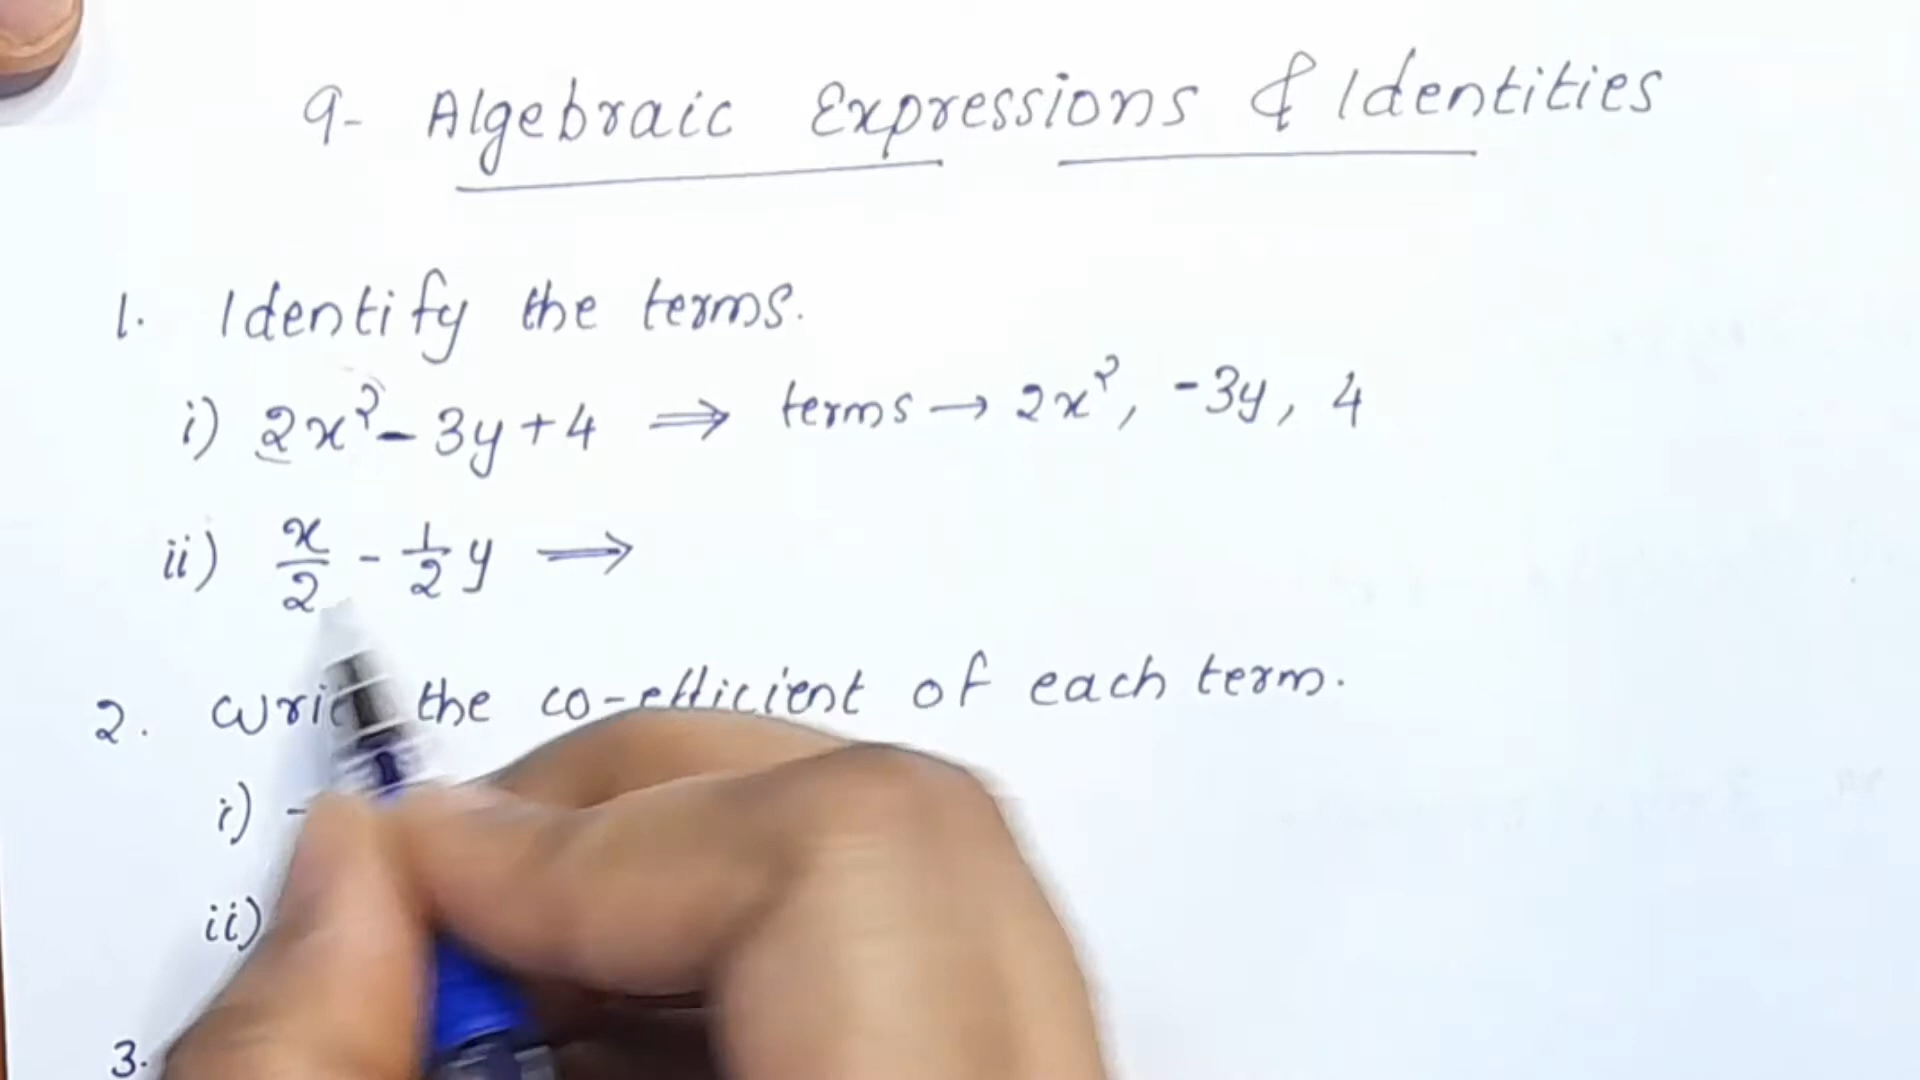 9- Algebraic Expressions & Identities
1. Identify the terms.
i) 2x² - 3y + 4 ⟹ terms → 2x², -3y, 4
ii) x/2 - 1/2 y ⟹
2. the co-efficient of each term.
i) -
ii)
3.